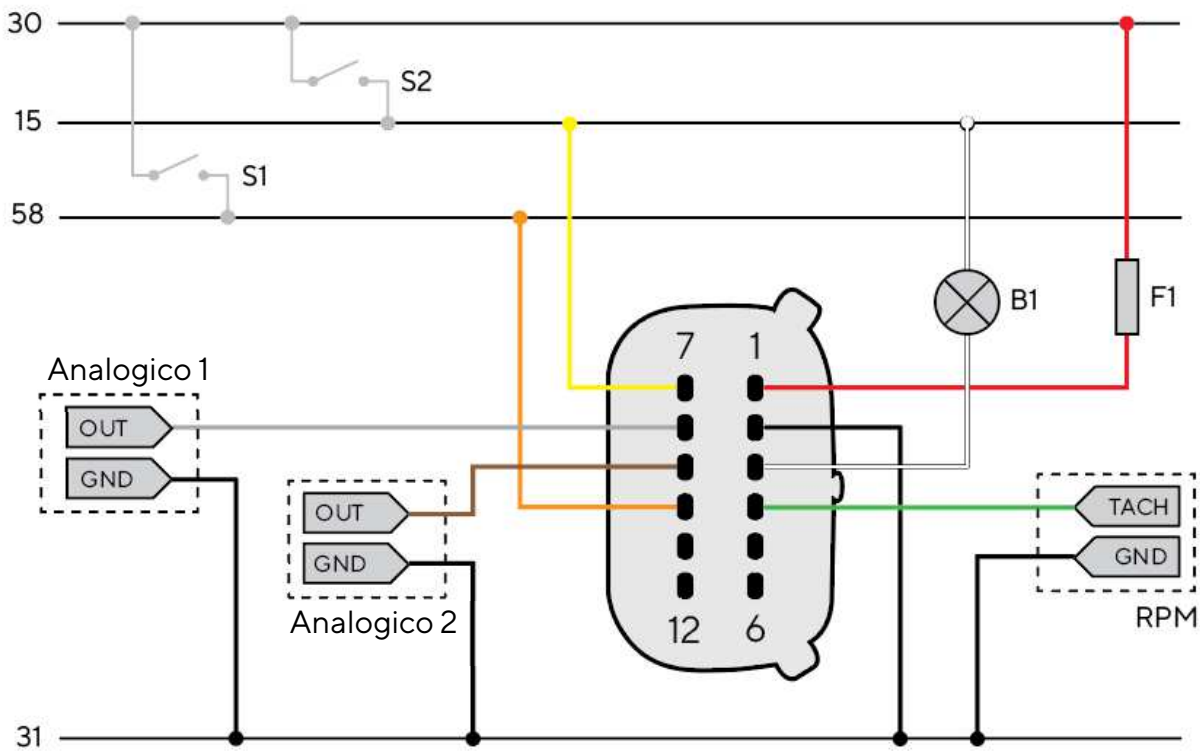 30
S2
15
S1
58
B1
F1
7 1
Analogico 1
OUT
GND
OUT
GND
Analogico 2
TACH
GND
RPM
12 6
31